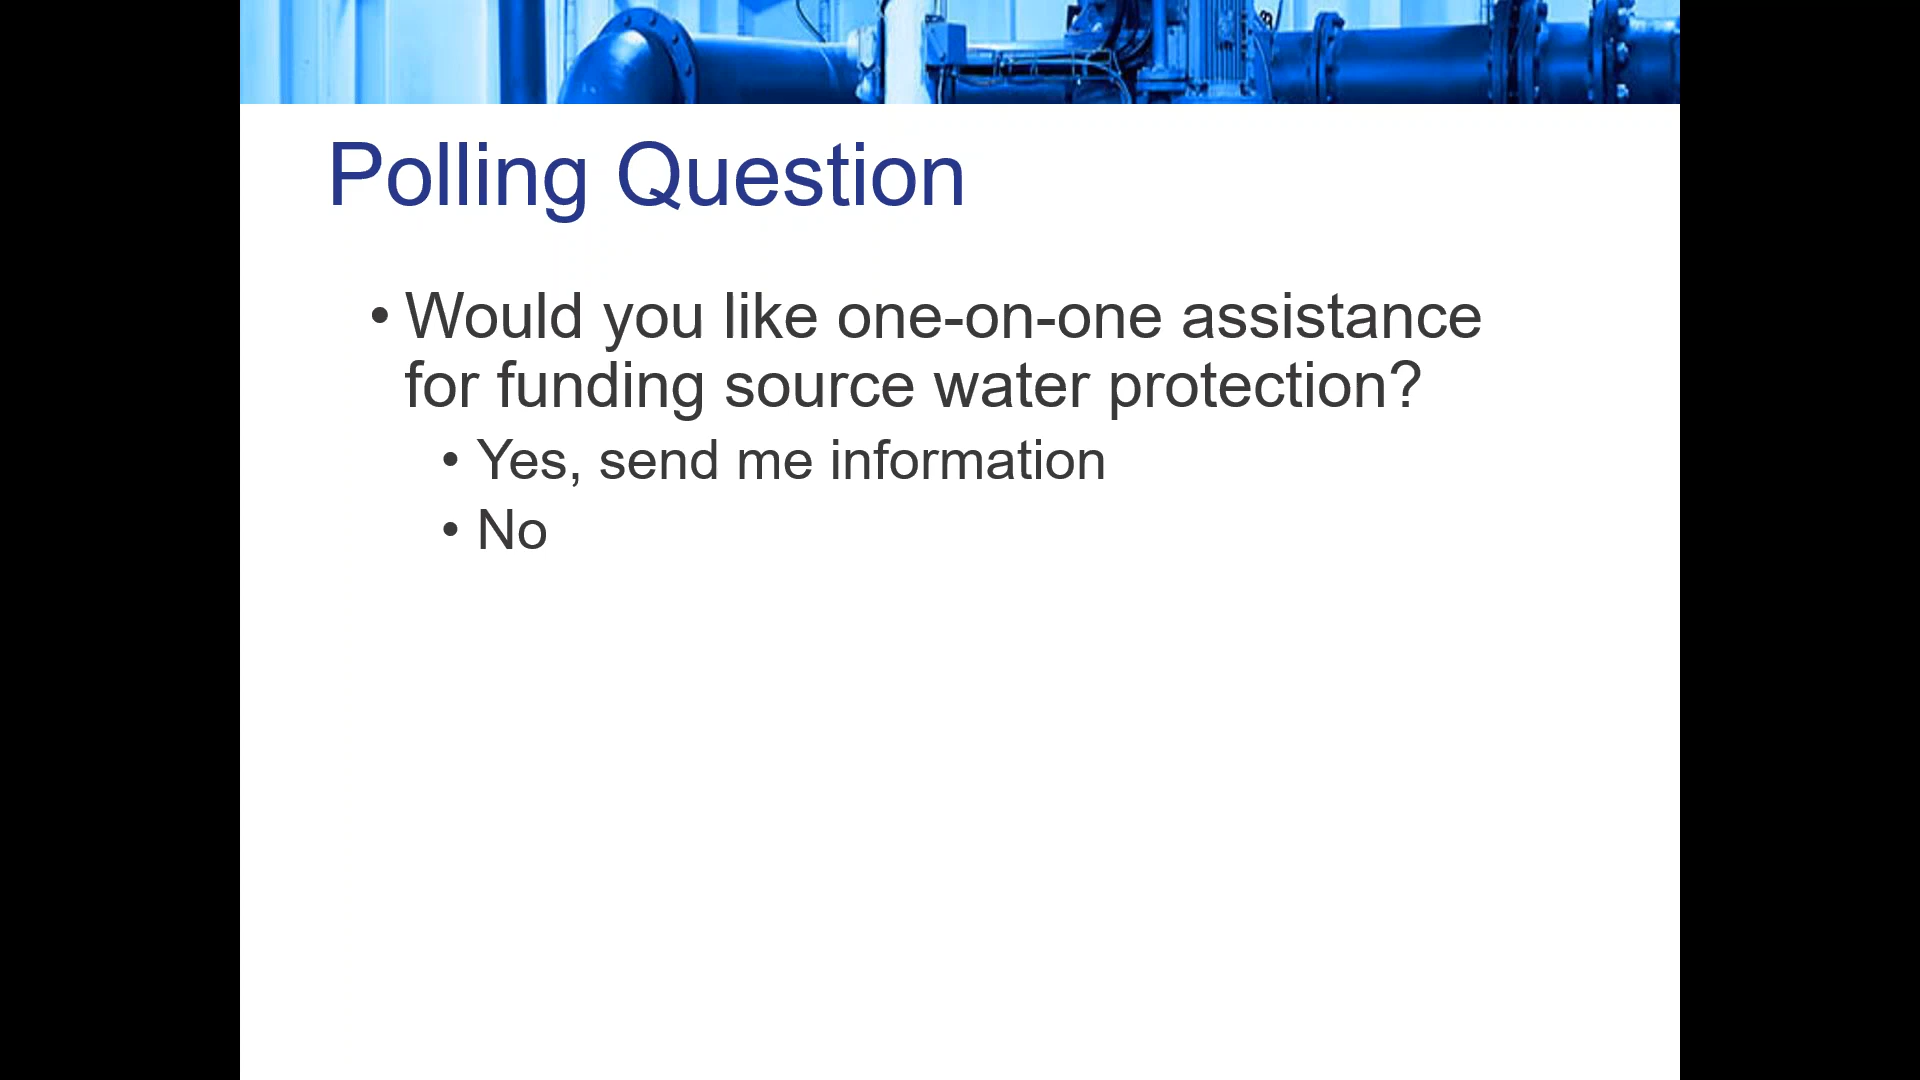 Polling Question
• Would you like one-on-one assistance
for funding source water protection?
• Yes, send me information
• No